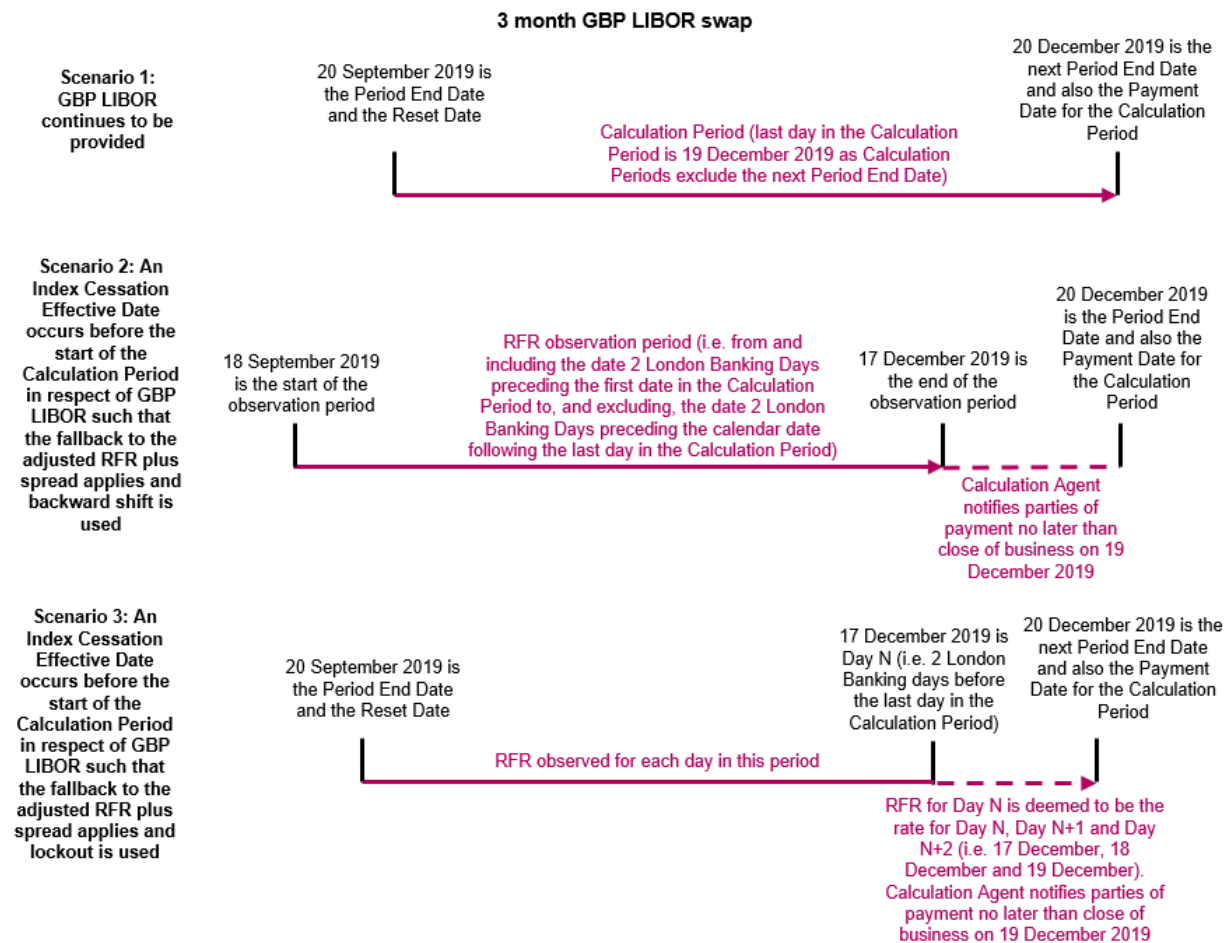 3 month GBP LIBOR swap
Scenario 1:
GBP LIBOR
continues to be
provided
20 September 2019 is
the Period End Date
and the Reset Date
Calculation Period (last day in the Calculation
Period is 19 December 2019 as Calculation
Periods exclude the next Period End Date)
20 December 2019 is the
next Period End Date
and also the Payment
Date for the Calculation
Period
Scenario 2: An
Index Cessation
Effective Date
occurs before the
start of the
Calculation Period
in respect of GBP
LIBOR such that
the fallback to the
adjusted RFR plus
spread applies and
backward shift is
used
18 September 2019
is the start of the
observation period
RFR observation period (i.e. from and
including the date 2 London Banking Days
preceding the first date in the Calculation
Period to, and excluding, the date 2 London
Banking Days preceding the calendar date
following the last day in the Calculation Period)
17 December 2019 is
the end of the
observation period
20 December 2019
is the Period End
Date and also the
Payment Date for
the Calculation
Period
Calculation Agent
notifies parties of
payment no later than
close of business on 19
December 2019
Scenario 3: An
Index Cessation
Effective Date
occurs before the
start of the
Calculation Period
in respect of GBP
LIBOR such that
the fallback to the
adjusted RFR plus
spread applies and
lockout is used
20 September 2019 is
the Period End Date
and the Reset Date
RFR observed for each day in this period
17 December 2019 is
Day N (i.e. 2 London
Banking days before
the last day in the
Calculation Period)
20 December 2019 is the
next Period End Date
and also the Payment
Date for the Calculation
Period
RFR for Day N is deemed to be the
rate for Day N, Day N+1 and Day
N+2 (i.e. 17 December, 18
December and 19 December).
Calculation Agent notifies parties of
payment no later than close of
business on 19 December 2019